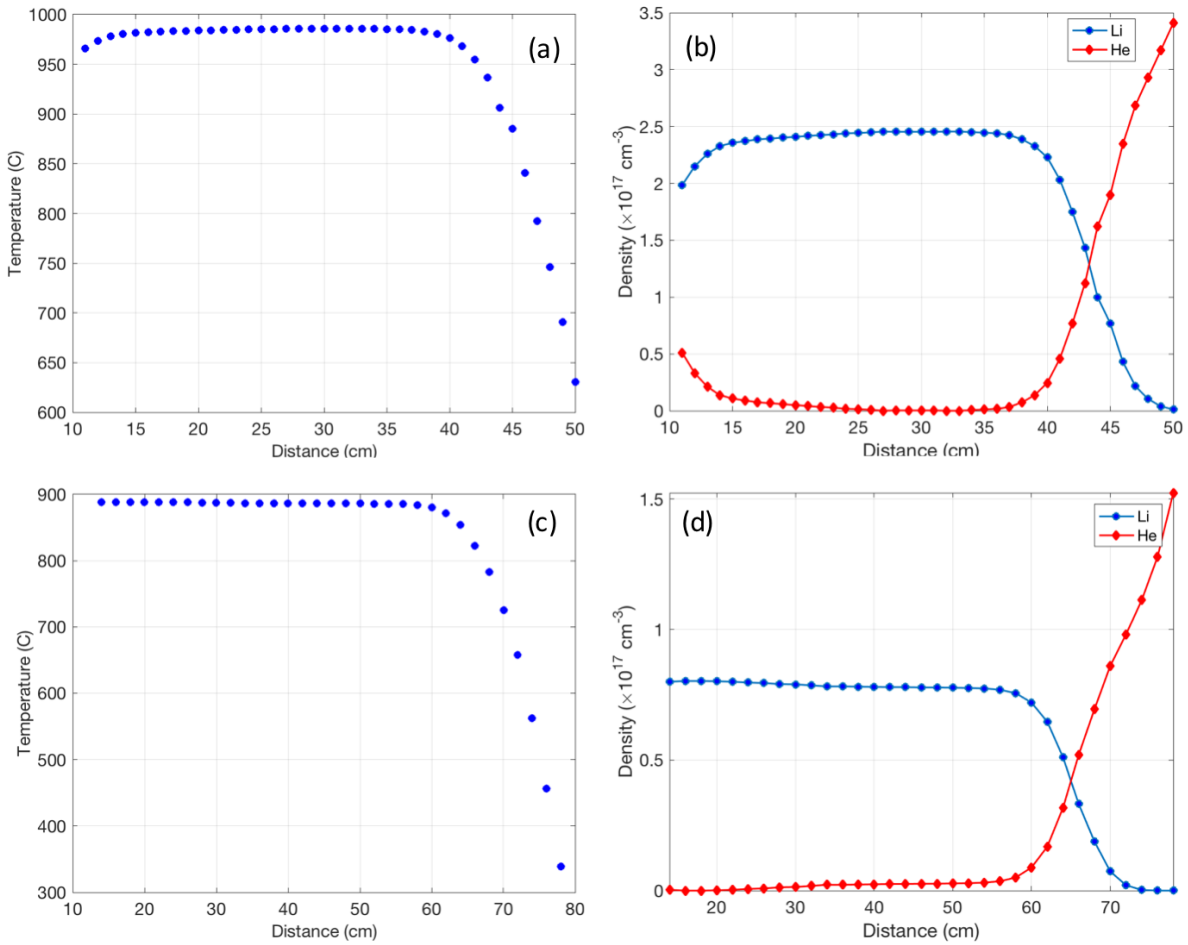 1000
950
900
850
800
750
700
650
600
Temperature (C)
10 15 20 25 30 35 40 45 50
Distance (cm)
(a)
3.5
3
2.5
2
1.5
1
0.5
0
Density (×10^17 cm^-3)
10 15 20 25 30 35 40 45 50
Distance (cm)
(b)
Li
He
900
800
700
600
500
400
300
Temperature (C)
10 20 30 40 50 60 70 80
Distance (cm)
(c)
1.5
1
0.5
0
Density (×10^17 cm^-3)
20 30 40 50 60 70
Distance (cm)
(d)
Li
He